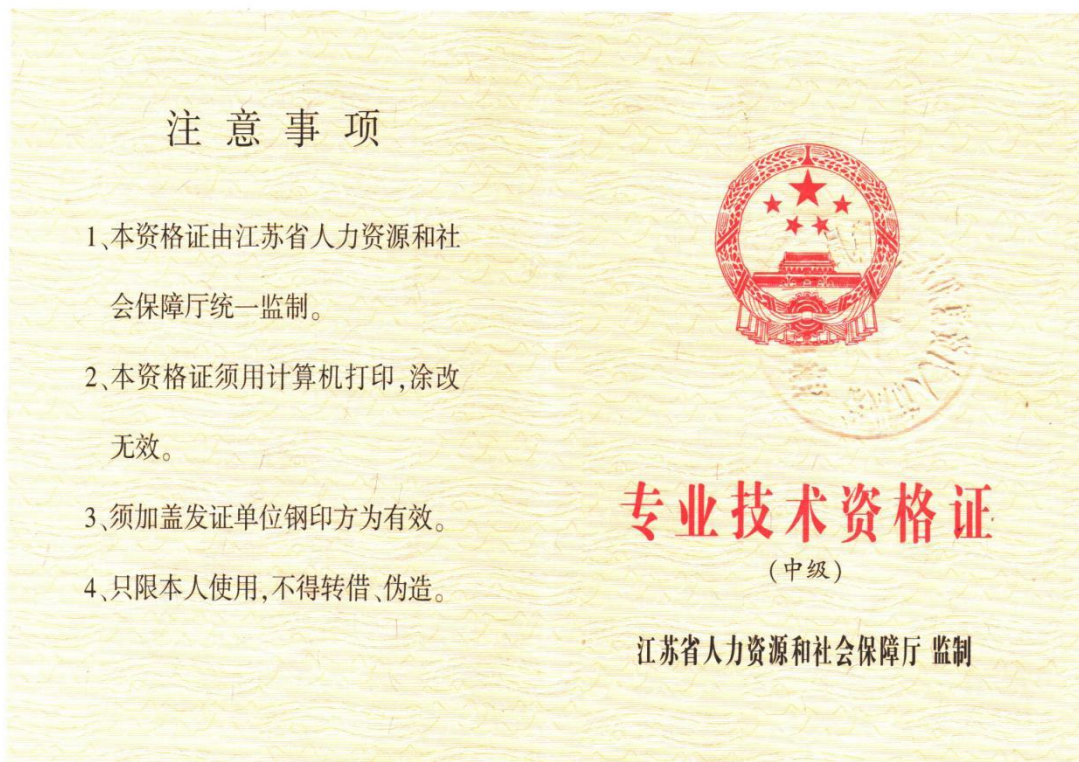 注意事项
1、本资格证由江苏省人力资源和社
会保障厅统一监制。
2、本资格证须用计算机打印,涂改
无效。
3、须加盖发证单位钢印方为有效。
4、只限本人使用,不得转借、伪造。
专业技术资格证
(中级)
江苏省人力资源和社会保障厅 监制